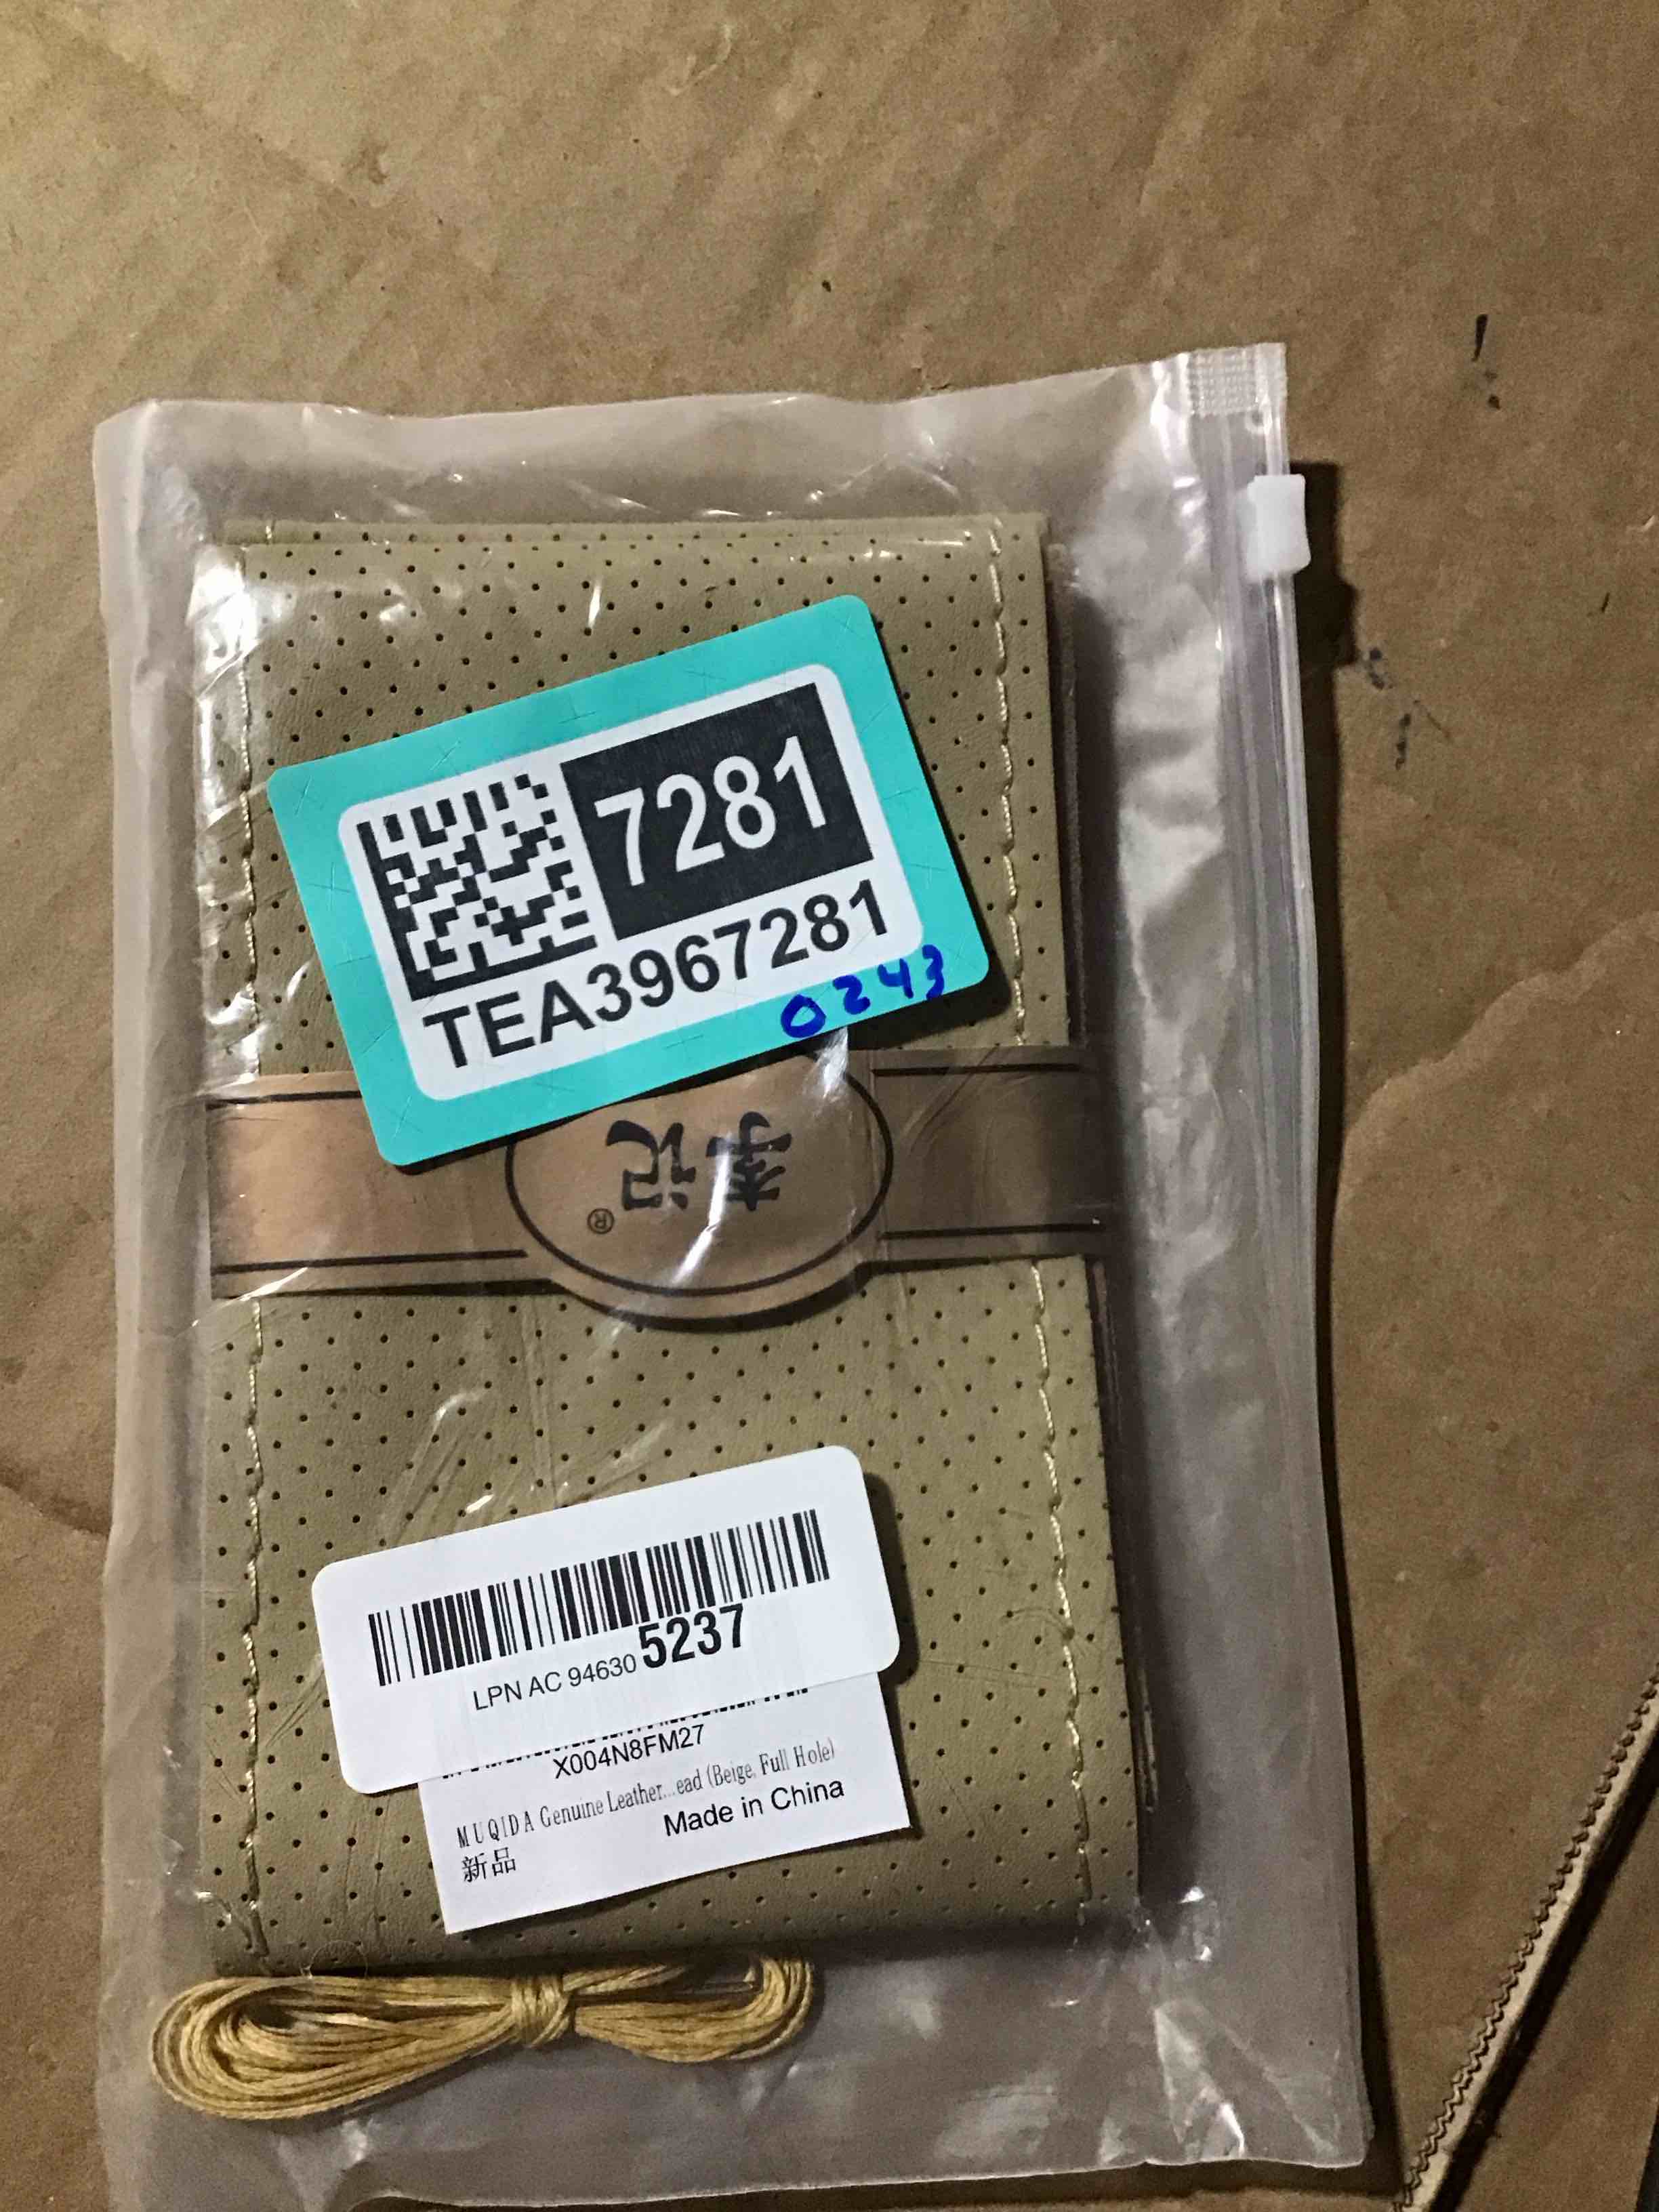 7281
TEA3967281
0243
记
®
LPN AC 94630 5237
X004N8FM27
MUQIDA Genuine Leather...ead (Beige, Full Hole)
新品
Made in China